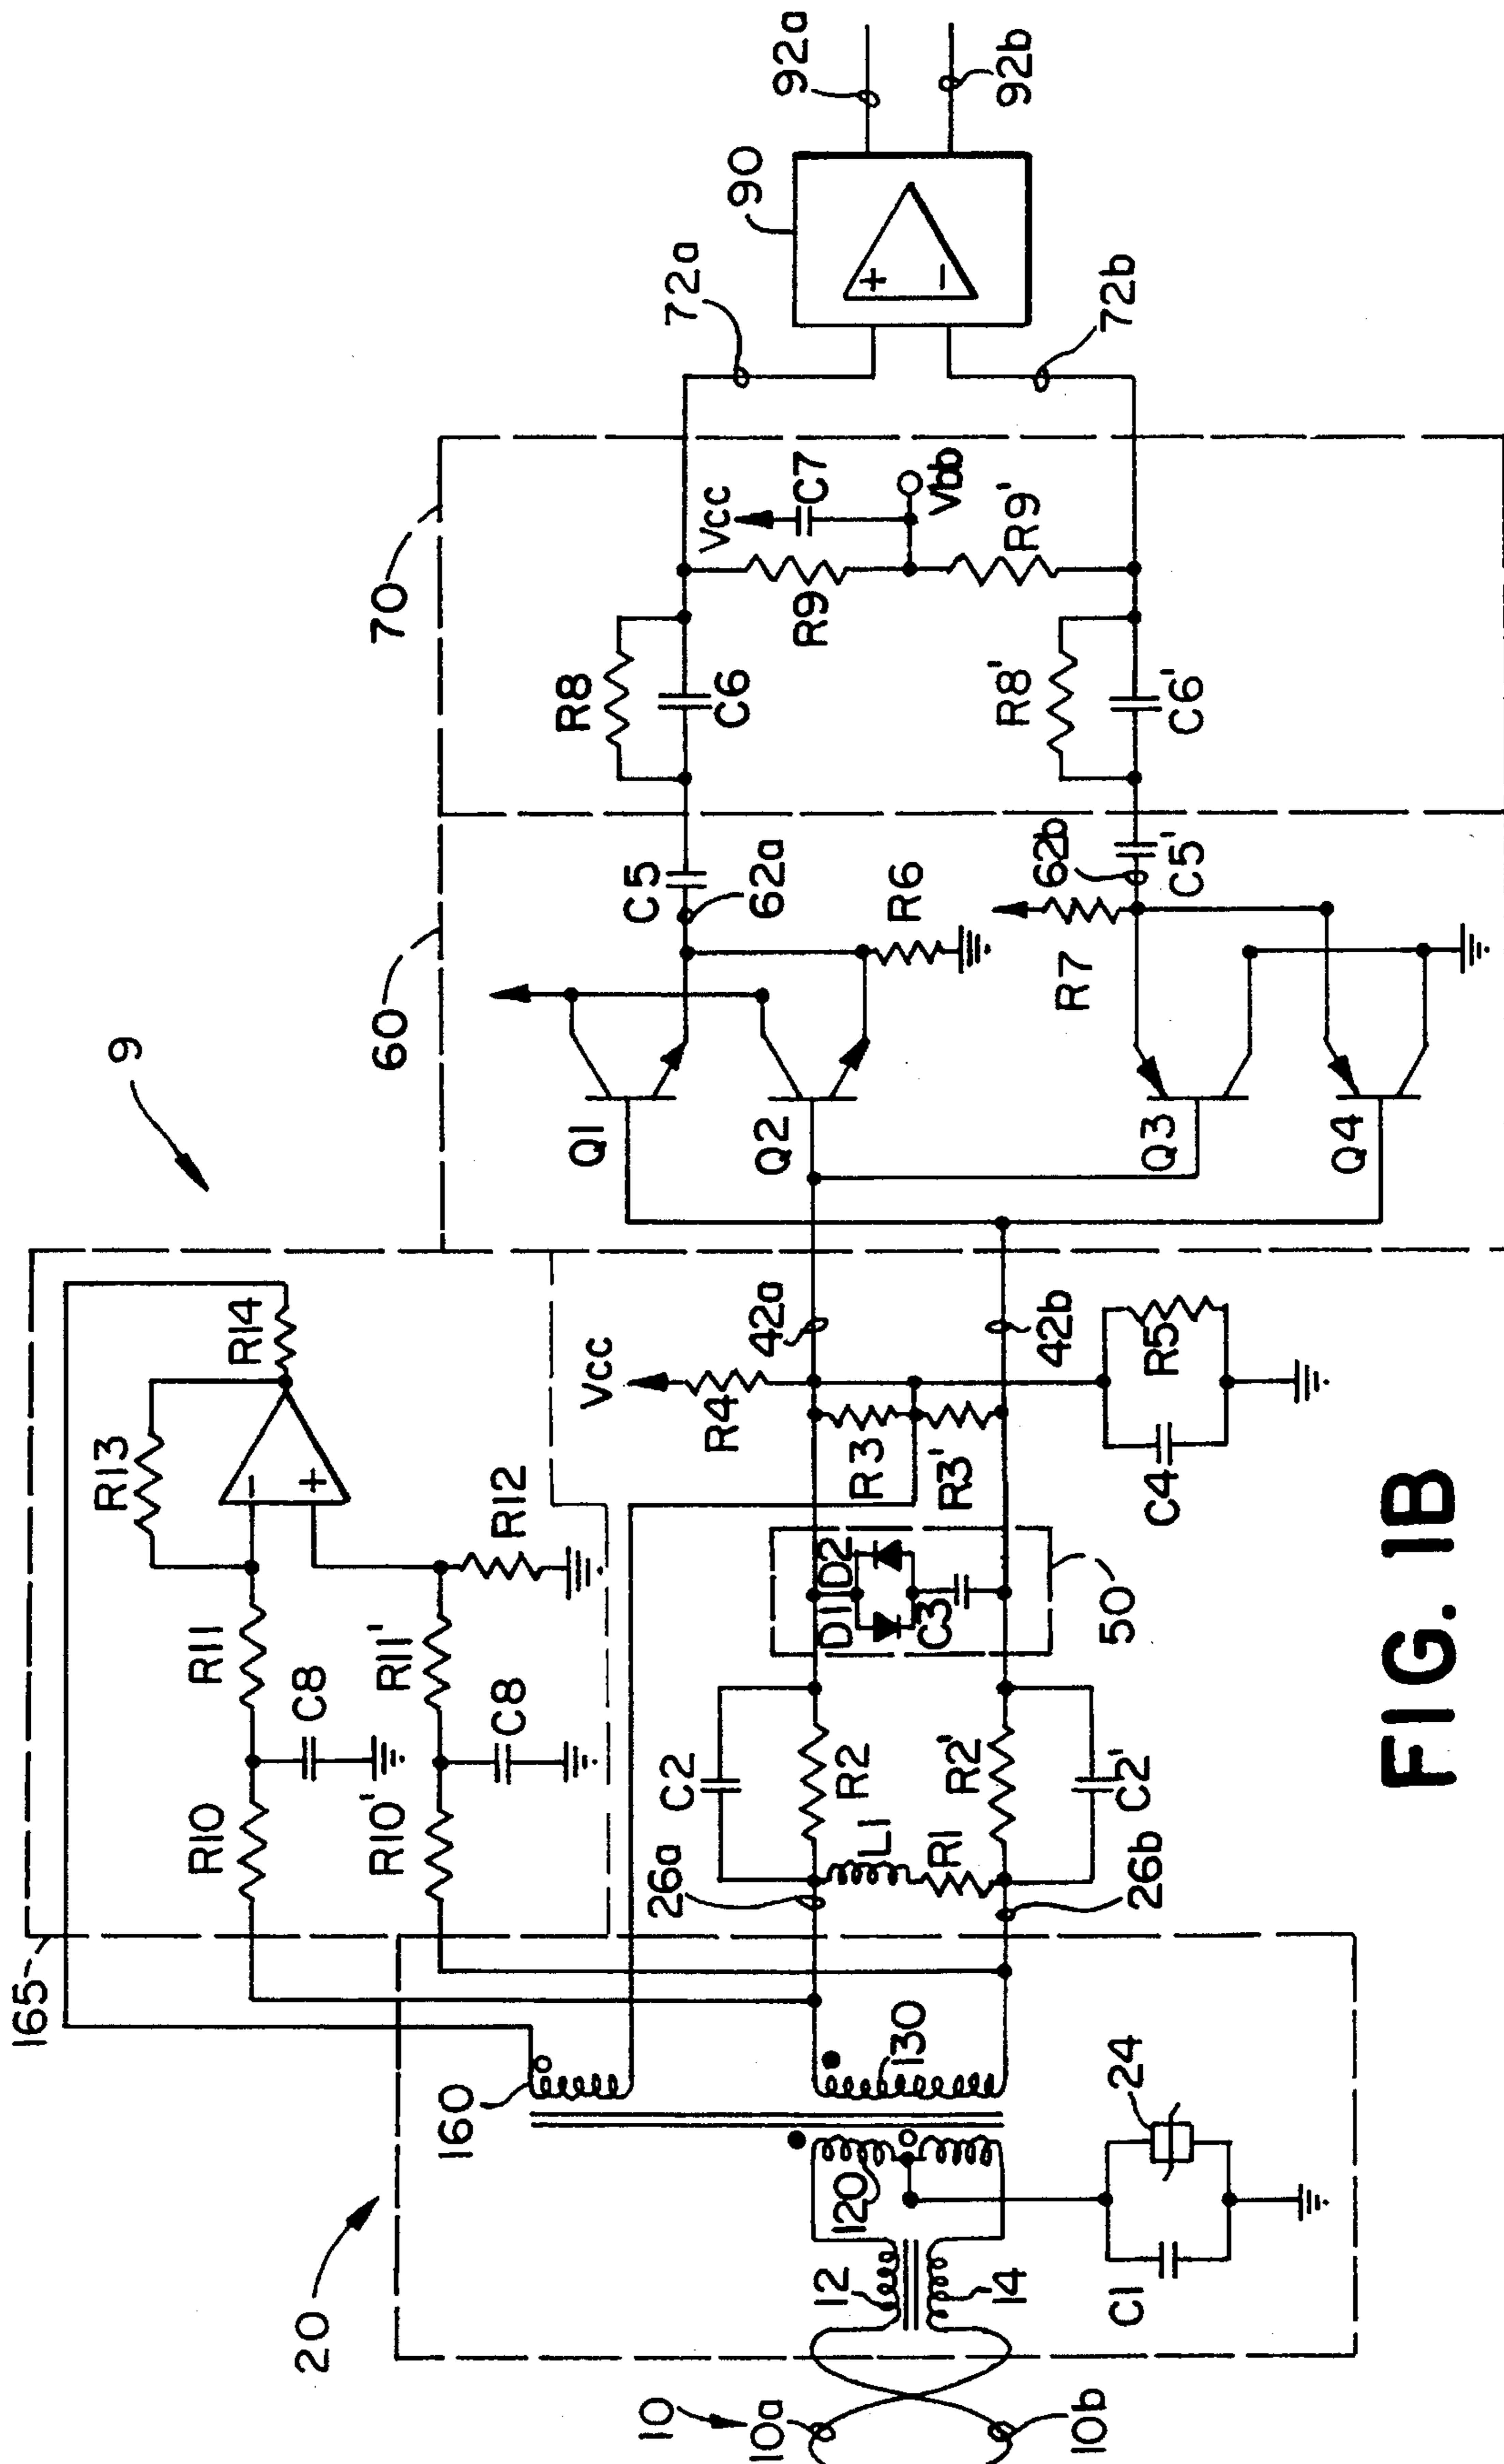 92a
92b
90
72a
72b
70
Vcc
C7
Vbb
R9
R9'
R8
C6
R8'
C6'
60
C5
62a
R6
62b
C5'
R7
9
Q1
Q2
Q3
Q4
R14
R13
R12
42a
42b
Vcc
R4
R3
R3'
R5
C4
R11
R11'
C8
C8
D1
D2
C3
50
R10
R10'
C2
R2
R2'
C2'
L1
R1
26a
26b
165
160
130
24
120
20
12
14
C1
10
10a
10b
+
−
−
+
FIG. 1B